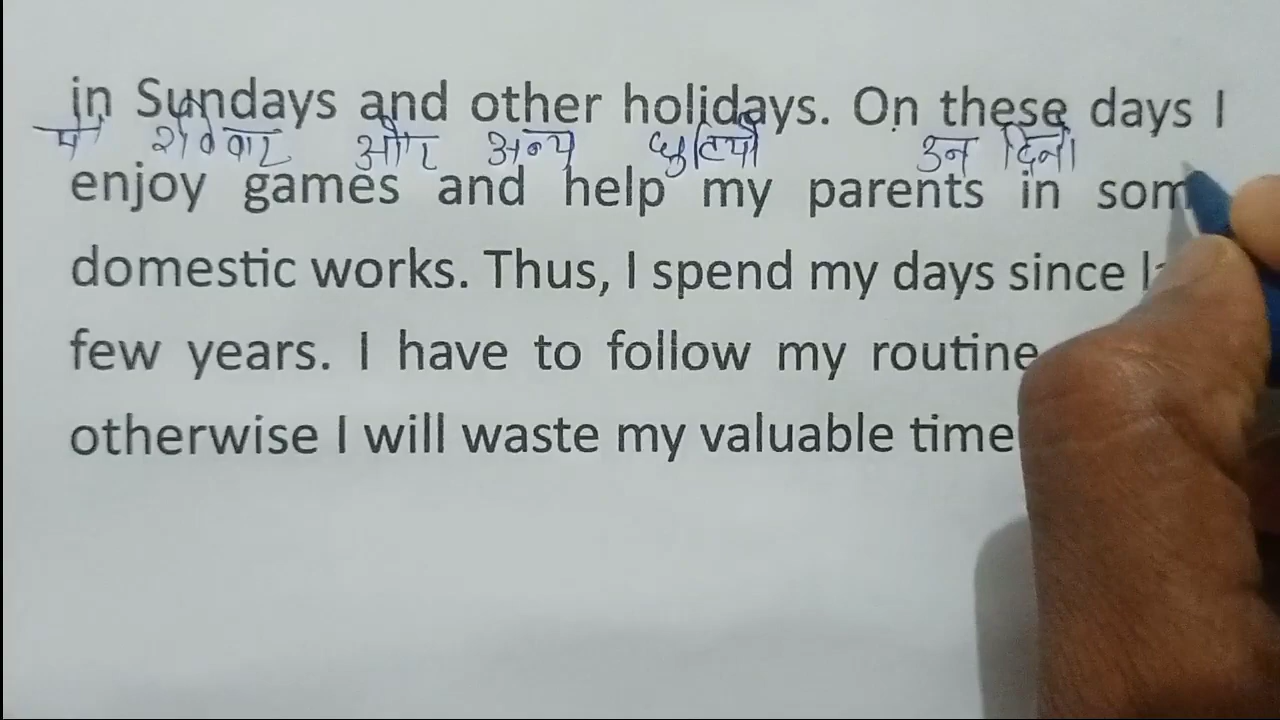 in Sundays and other holidays. On these days I
में रविवार और अन्य छुट्टियों उन दिनों
enjoy games and help my parents in som
domestic works. Thus, I spend my days since
few years. I have to follow my routine
otherwise I will waste my valuable time